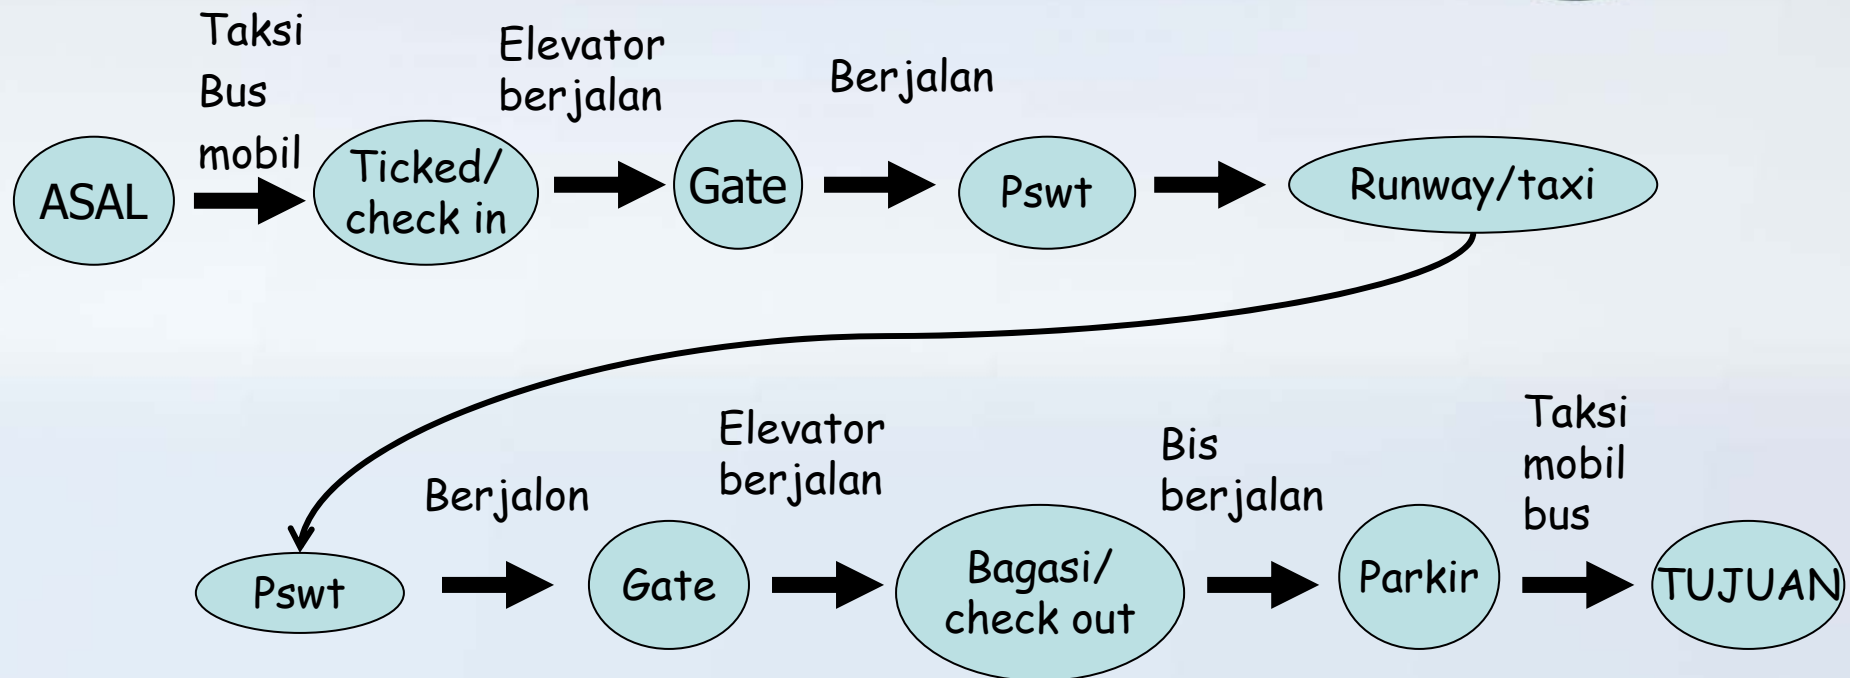 Taksi
Bus
mobil
Elevator
berjalan
Berjalan
ASAL
Ticked/
check in
Gate
Pswt
Runway/taxi
Berjalon
Elevator
berjalan
Bis
berjalan
Taksi
mobil
bus
Pswt
Gate
Bagasi/
check out
Parkir
TUJUAN